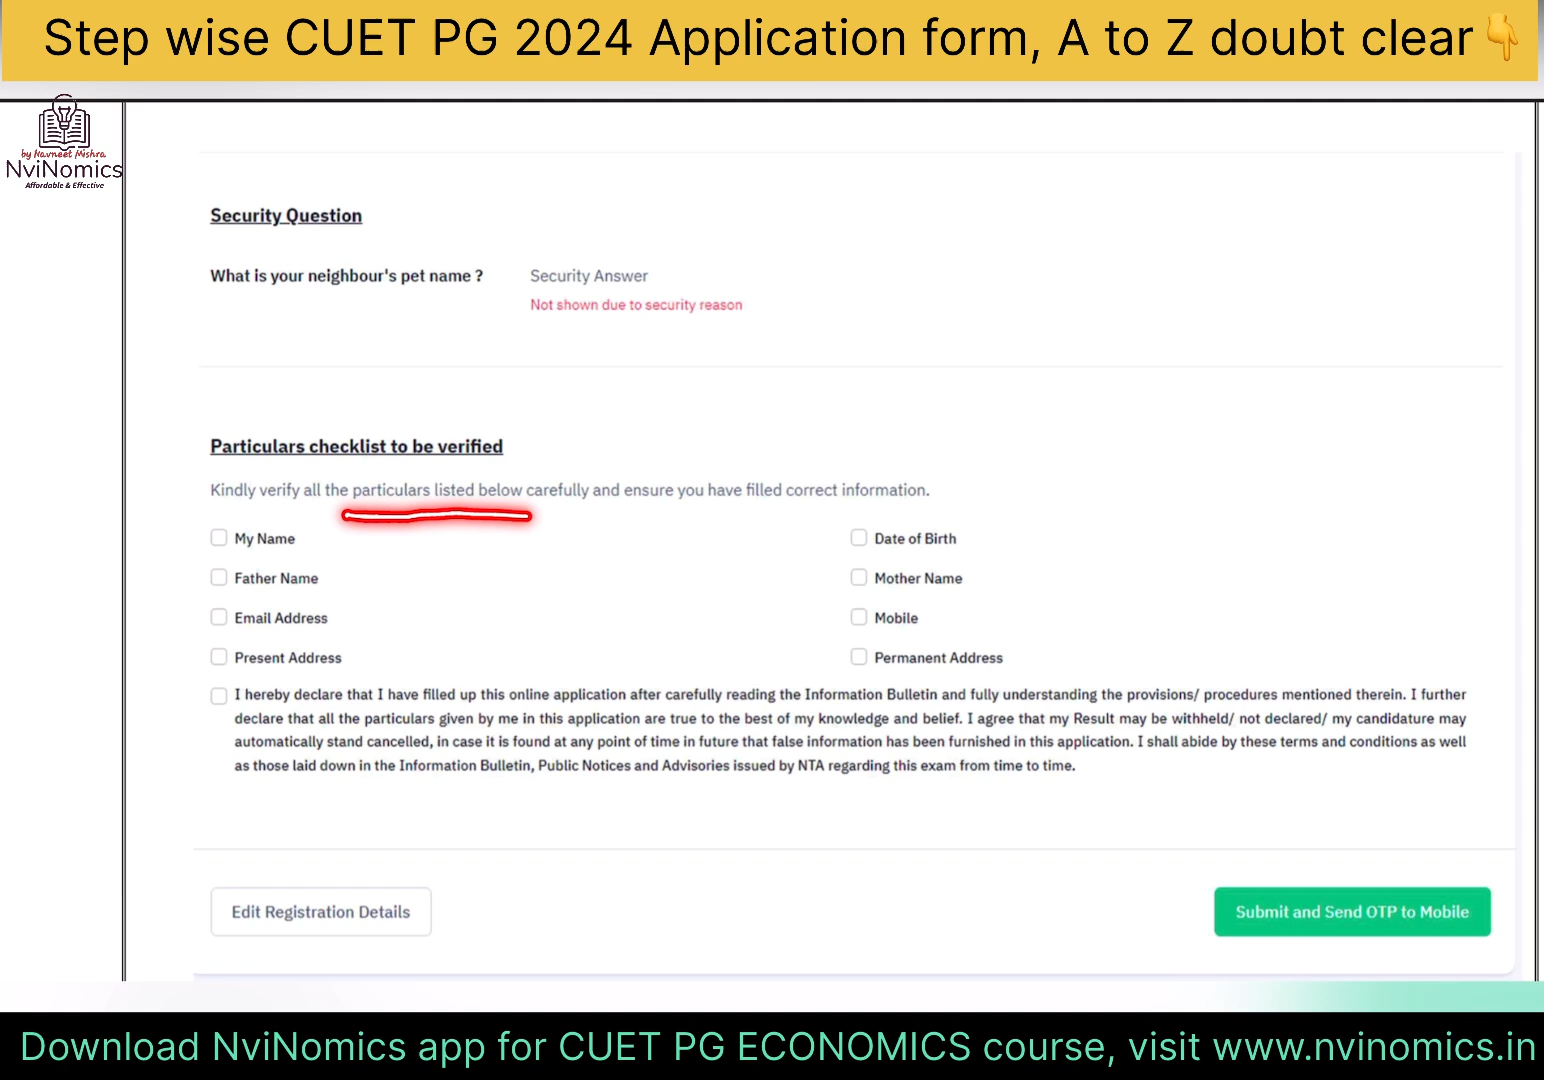 Step wise CUET PG 2024 Application form, A to Z doubt clear👇
by Navneet Mishra
NviNomics
Affordable & Effective
Security Question
What is your neighbour's pet name ?
Security Answer
Not shown due to security reason
Particulars checklist to be verified
Kindly verify all the particulars listed below carefully and ensure you have filled correct information.
My Name
Date of Birth
Father Name
Mother Name
Email Address
Mobile
Present Address
Permanent Address
I hereby declare that I have filled up this online application after carefully reading the Information Bulletin and fully understanding the provisions/ procedures mentioned therein. I further
declare that all the particulars given by me in this application are true to the best of my knowledge and belief. I agree that my Result may be withheld/ not declared/ my candidature may
automatically stand cancelled, in case it is found at any point of time in future that false information has been furnished in this application. I shall abide by these terms and conditions as well
as those laid down in the Information Bulletin, Public Notices and Advisories issued by NTA regarding this exam from time to time.
Edit Registration Details
Submit and Send OTP to Mobile
Download NviNomics app for CUET PG ECONOMICS course, visit www.nvinomics.in